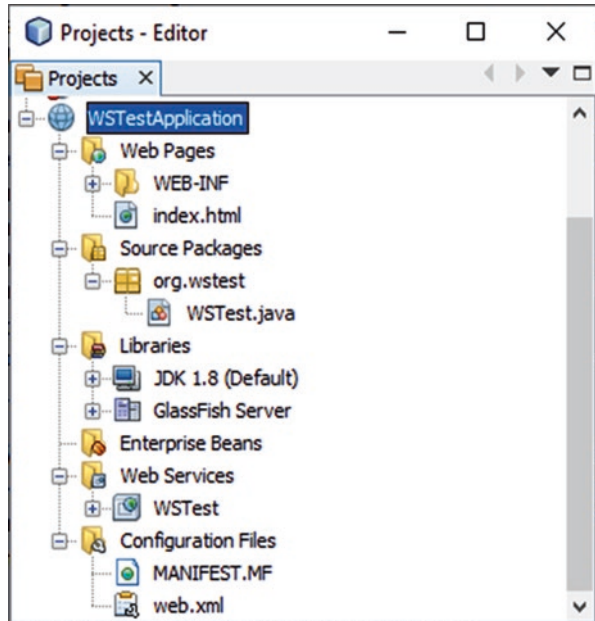 Projects - Editor
Projects
WSTestApplication
Web Pages
WEB-INF
index.html
Source Packages
org.wstest
WSTest.java
Libraries
JDK 1.8 (Default)
GlassFish Server
Enterprise Beans
Web Services
WSTest
Configuration Files
MANIFEST.MF
web.xml